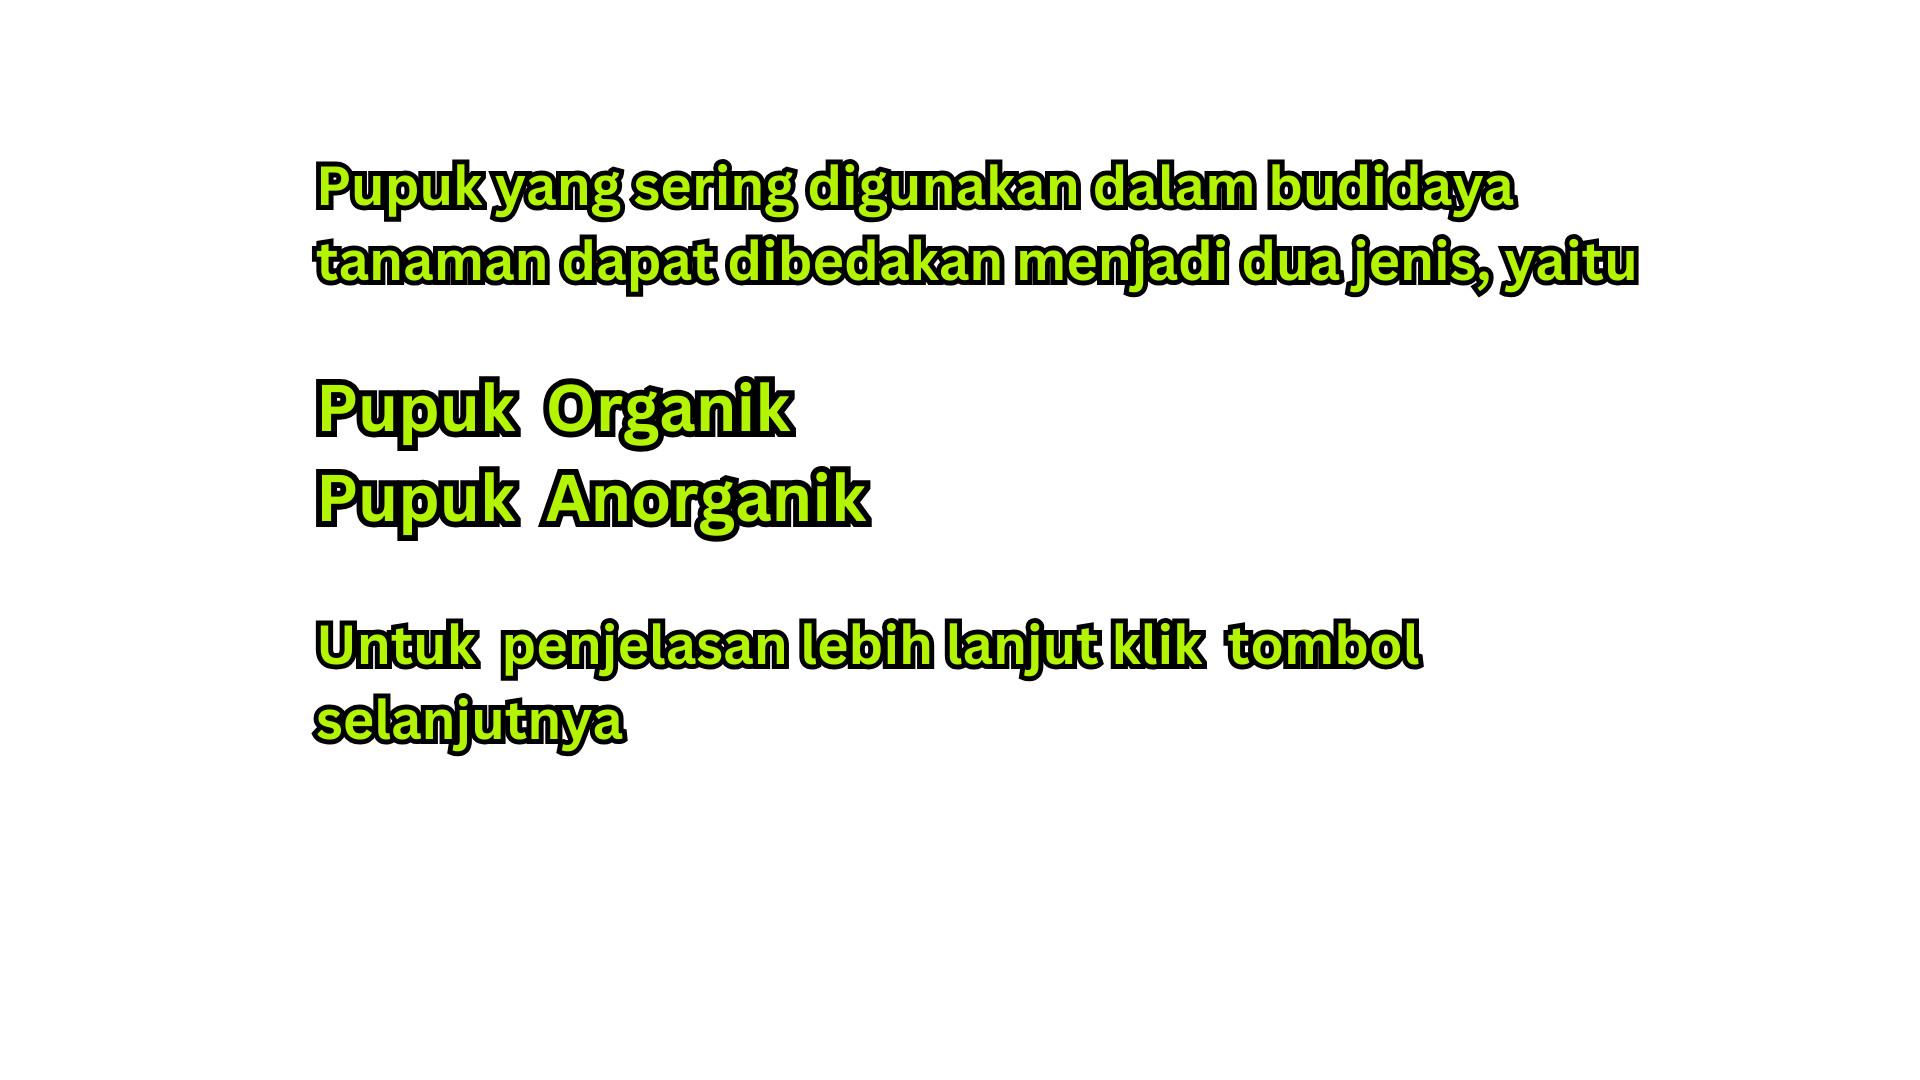 Pupuk yang sering digunakan dalam budidaya
tanaman dapat dibedakan menjadi dua jenis, yaitu
Pupuk Organik
Pupuk Anorganik
Untuk penjelasan lebih lanjut klik tombol
selanjutnya